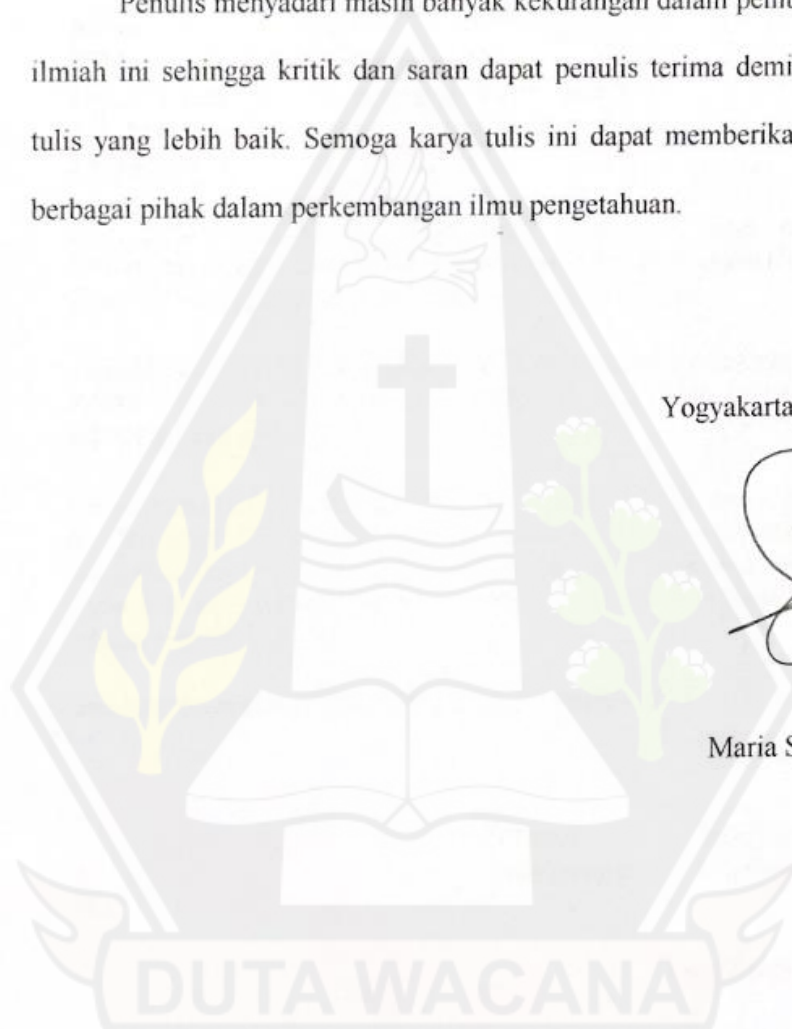 Penulis menyadari masih banyak kekurangan dalam
ilmiah ini sehingga kritik dan saran dapat penulis terima demi
tulis yang lebih baik. Semoga karya tulis ini dapat memberika
berbagai pihak dalam perkembangan ilmu pengetahuan.
Yogyakarta
Maria S
DUTA WACANA